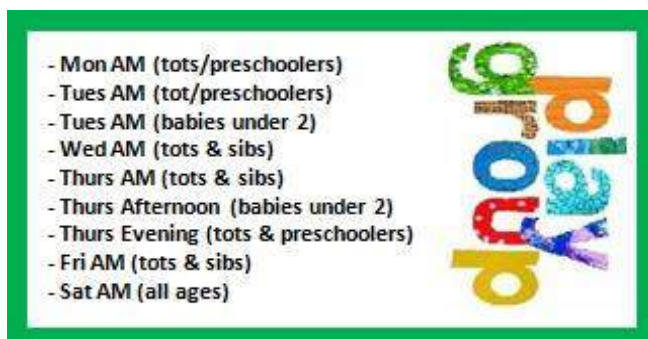 - Mon AM (tots/preschoolers)
- Tues AM (tot/preschoolers)
- Tues AM (babies under 2)
- Wed AM (tots & sibs)
- Thurs AM (tots & sibs)
- Thurs Afternoon (babies under 2)
- Thurs Evening (tots & preschoolers)
- Fri AM (tots & sibs)
- Sat AM (all ages)
play
group